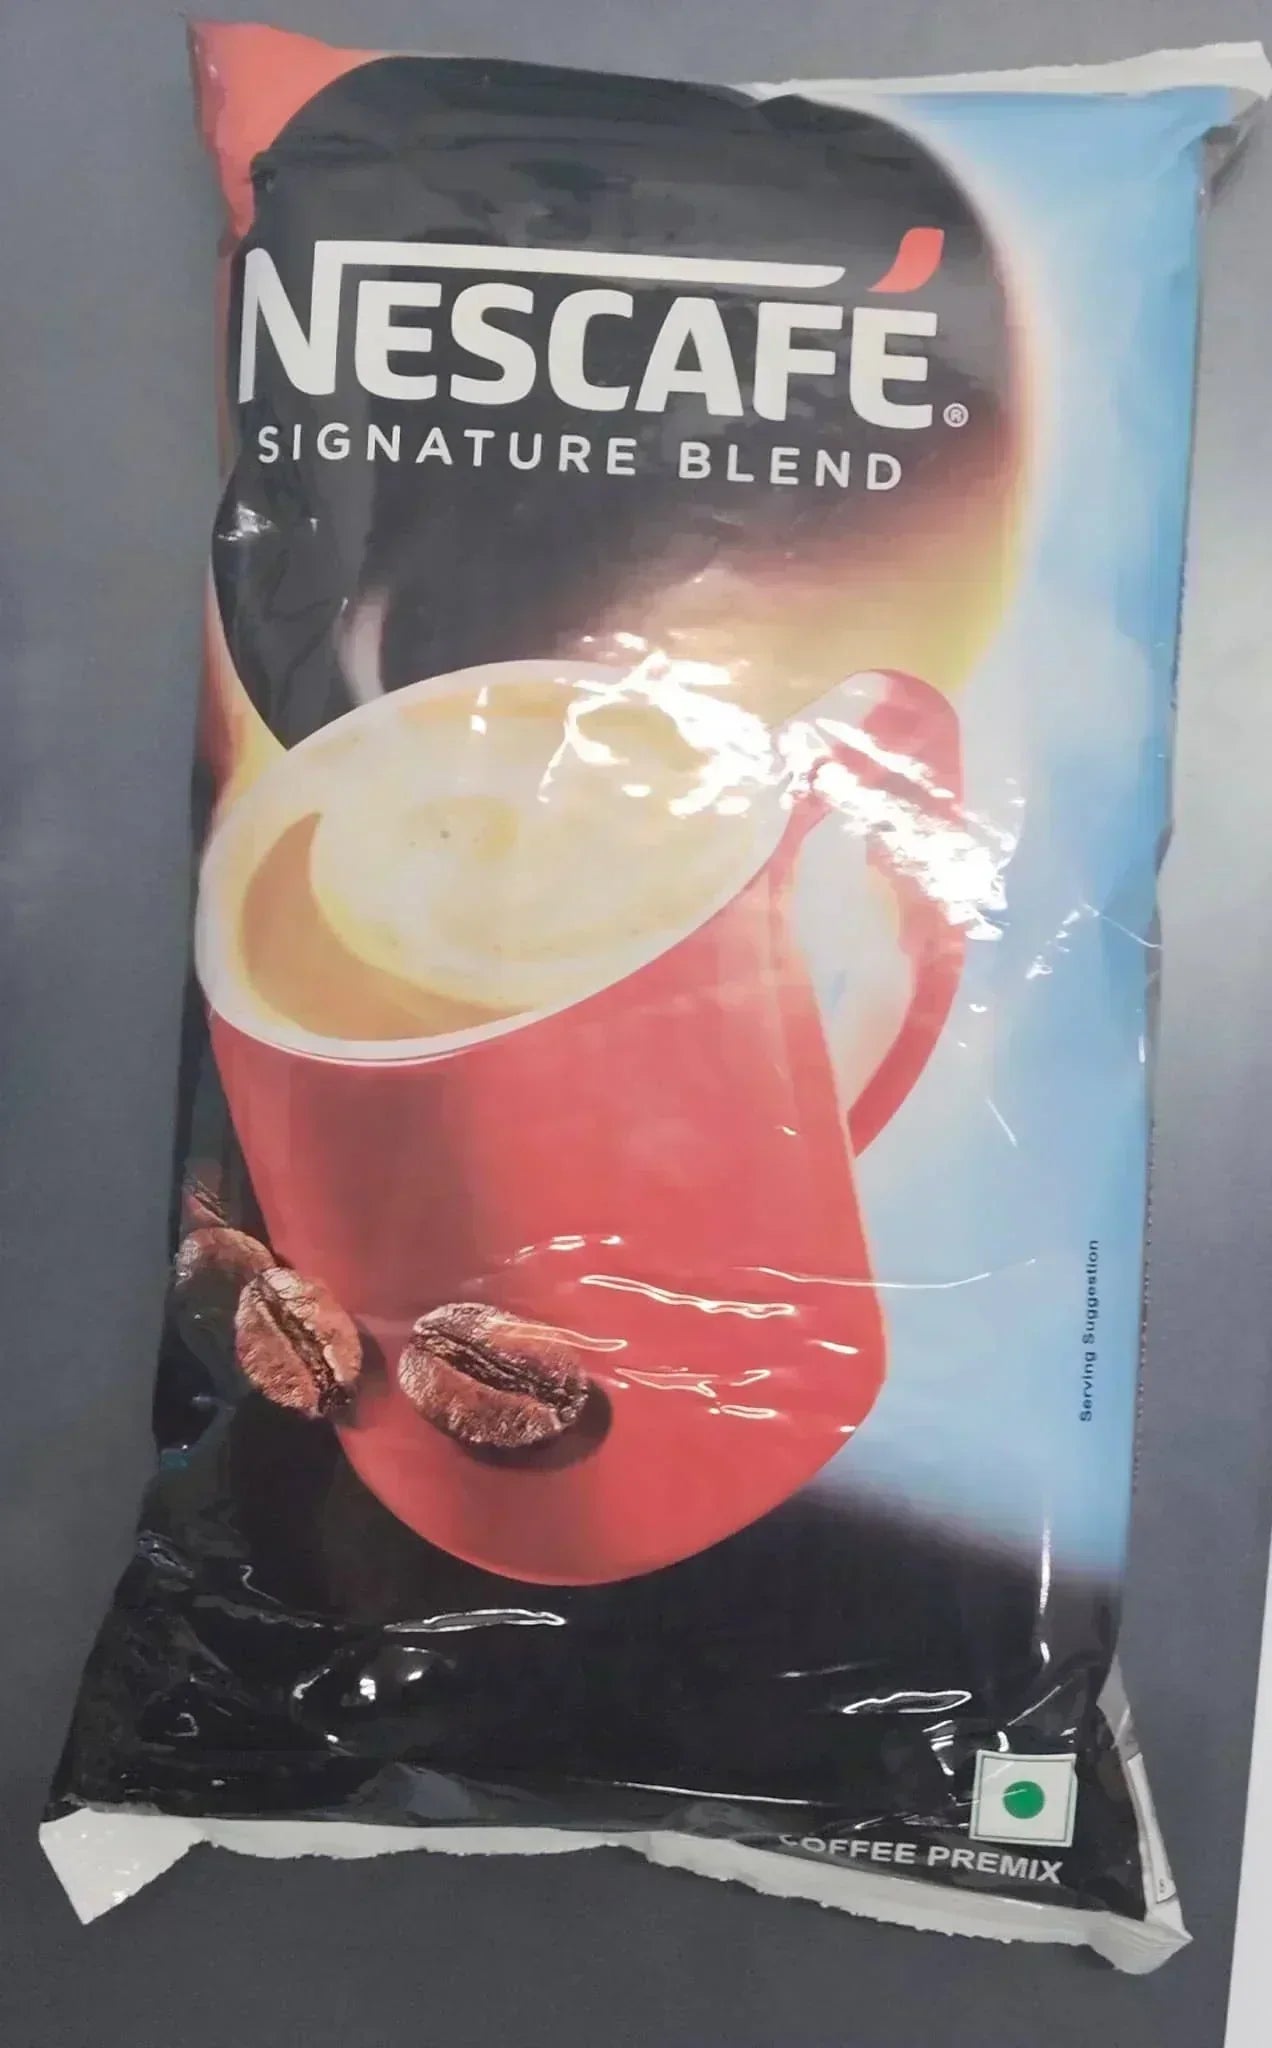 NESCAFÉ®
SIGNATURE BLEND
Serving Suggestion
COFFEE PREMIX